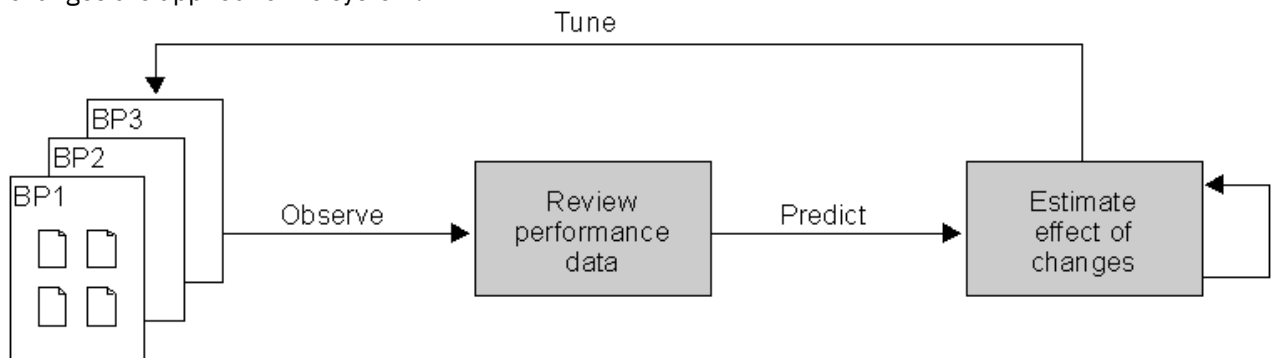 Tune
BP3
BP2
BP1
Observe
Review
performance
data
Predict
Estimate
effect of
changes